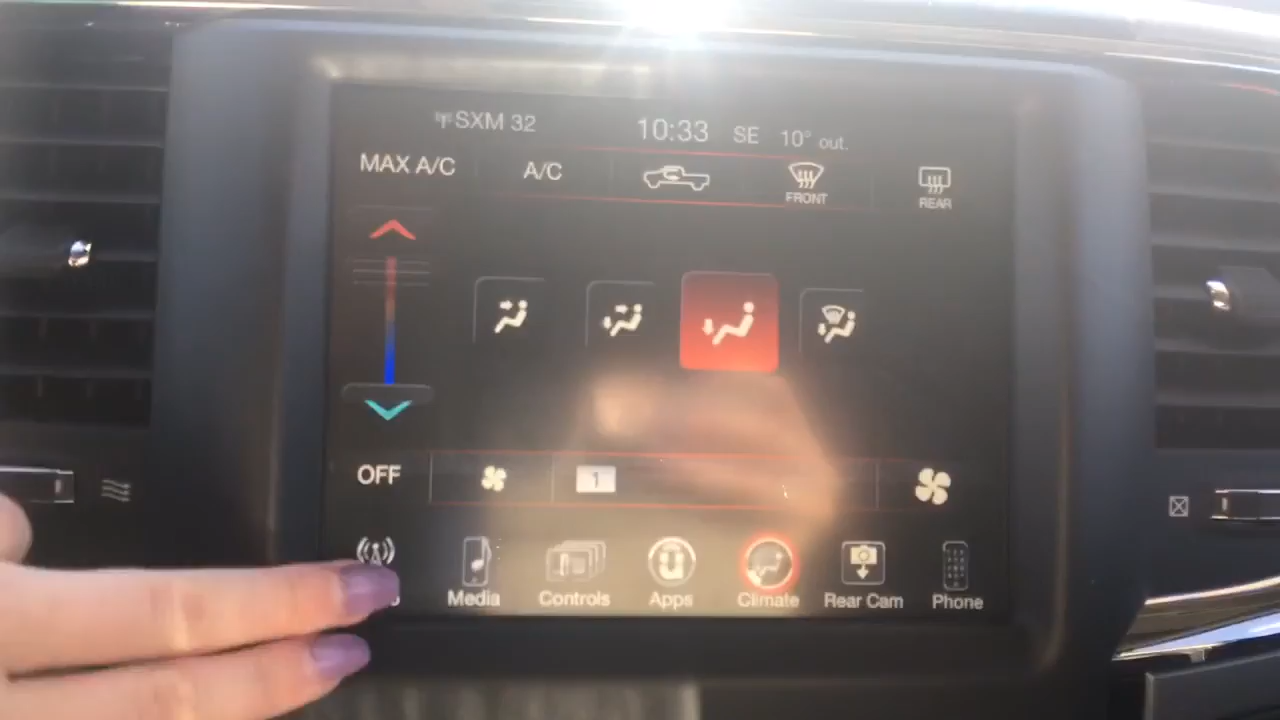 SXM 32 10:33 SE 10° out.
MAX A/C A/C FRONT REAR
OFF 1
Media Controls Apps Climate Rear Cam Phone